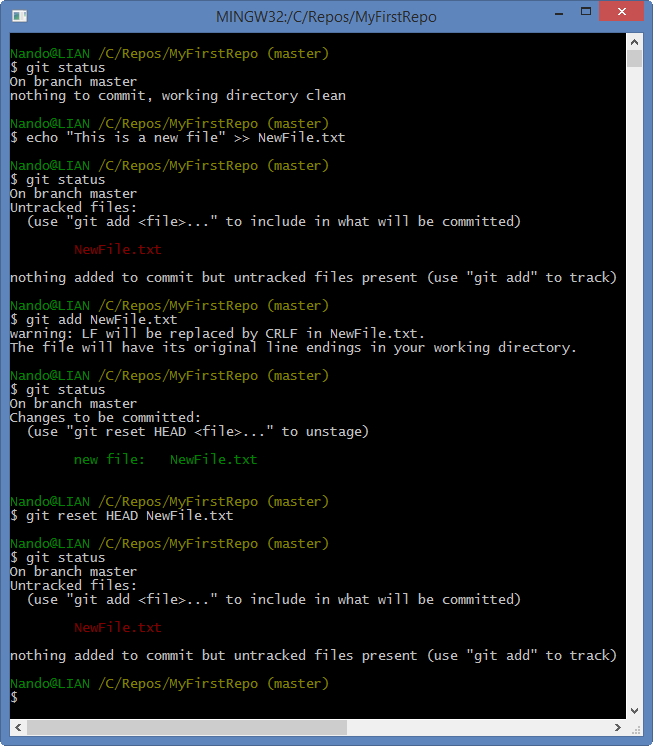 MINGW32:/C/Repos/MyFirstRepo
Nando@LIAN /C/Repos/MyFirstRepo (master)
$ git status
On branch master
nothing to commit, working directory clean
Nando@LIAN /C/Repos/MyFirstRepo (master)
$ echo "This is a new file" >> NewFile.txt
Nando@LIAN /C/Repos/MyFirstRepo (master)
$ git status
On branch master
Untracked files:
(use "git add <file>..." to include in what will be committed)
NewFile.txt
nothing added to commit but untracked files present (use "git add" to track)
Nando@LIAN /C/Repos/MyFirstRepo (master)
$ git add NewFile.txt
warning: LF will be replaced by CRLF in NewFile.txt.
The file will have its original line endings in your working directory.
Nando@LIAN /C/Repos/MyFirstRepo (master)
$ git status
On branch master
Changes to be committed:
(use "git reset HEAD <file>..." to unstage)
new file:   NewFile.txt
Nando@LIAN /C/Repos/MyFirstRepo (master)
$ git reset HEAD NewFile.txt
Nando@LIAN /C/Repos/MyFirstRepo (master)
$ git status
On branch master
Untracked files:
(use "git add <file>..." to include in what will be committed)
NewFile.txt
nothing added to commit but untracked files present (use "git add" to track)
Nando@LIAN /C/Repos/MyFirstRepo (master)
$